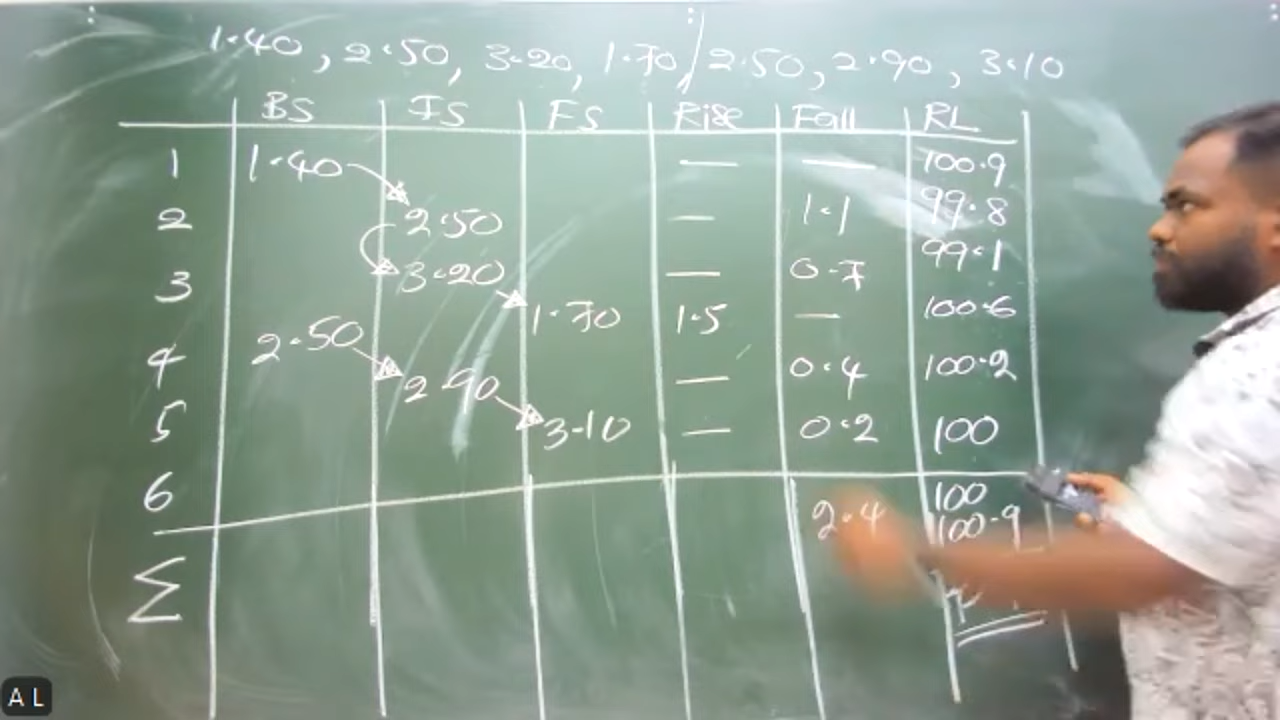 1.40, 2.50, 3.20, 1.70, 2.50, 2.90, 3.10
BS IS FS Rise Fall RL
1 1.40 — — 100.9
2 2.50 — 1.1 99.8
3 3.20 — 0.7 99.1
1.70 1.5 — 100.6
4 2.50 2.90 — 0.4 100.2
5 3.10 — 0.2 100
6 2.4 100
100.9
Σ
A L